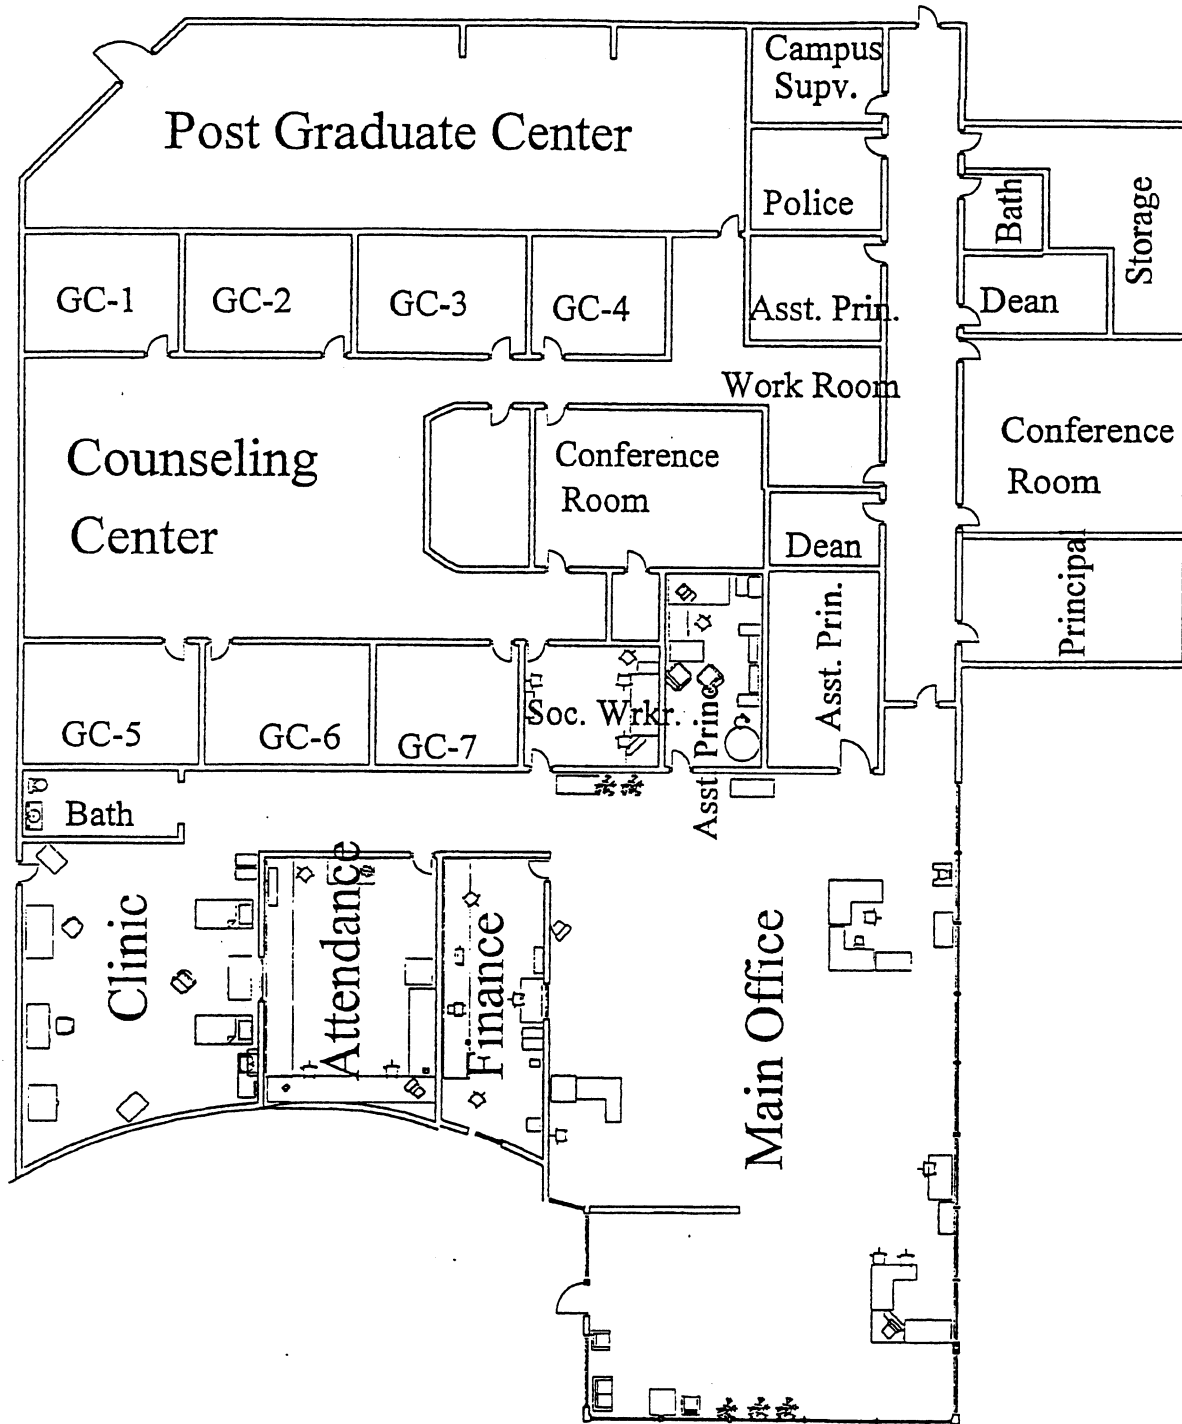 Campus
Supv.
Post Graduate Center
Police
Bath
Storage
GC-1
GC-2
GC-3
GC-4
Asst. Prin.
Dean
Work Room
Counseling
Center
Conference
Room
Conference
Room
Dean
Principal
Asst. Prin.
GC-5
GC-6
GC-7
Soc. Wrkr.
Asst. Princ
Bath
Clinic
Attendance
Finance
Main Office